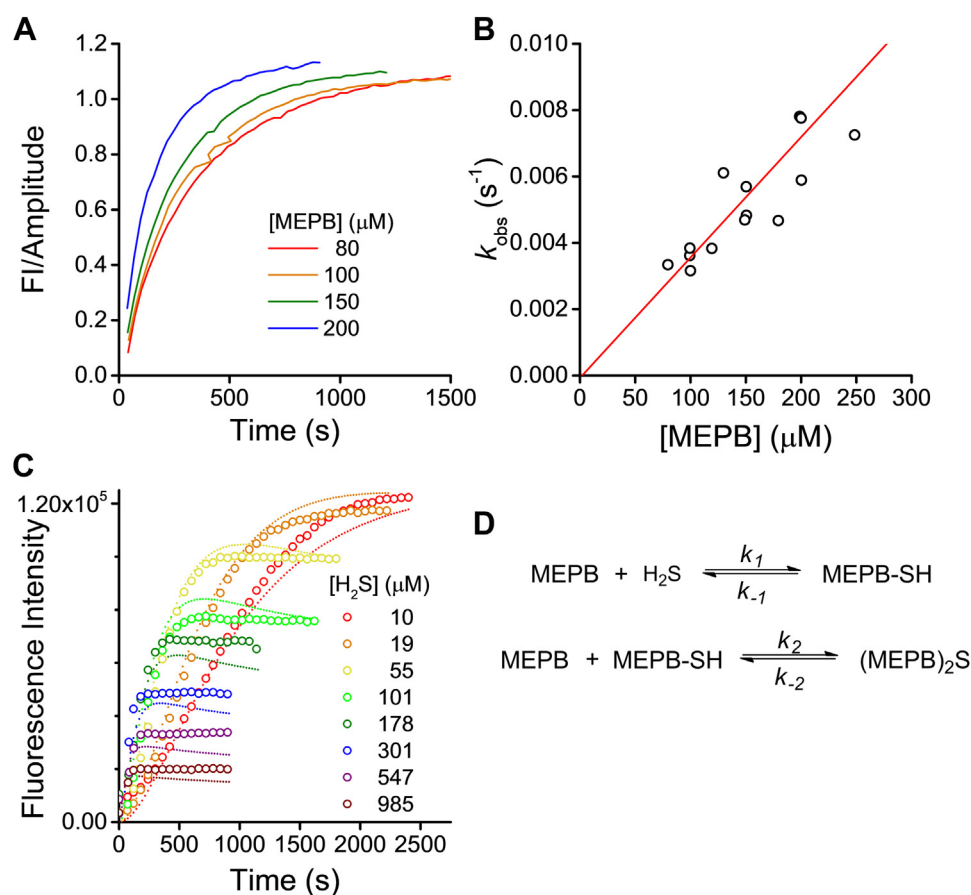 A
FI/Amplitude
1.2
1.0
0.8
0.6
0.4
0.2
0.0
[MEPB] (μM)
80
100
150
200
0 500 1000 1500
Time (s)
B
k_obs (s⁻¹)
0.010
0.008
0.006
0.004
0.002
0.000
0 50 100 150 200 250 300
[MEPB] (μM)
C
Fluorescence Intensity
1.20x10⁵
0.00
[H₂S] (μM)
10
19
55
101
178
301
547
985
0 500 1000 1500 2000 2500
Time (s)
D
k₁
MEPB + H₂S MEPB-SH
k₋₁
k₂
MEPB + MEPB-SH (MEPB)₂S
k₋₂